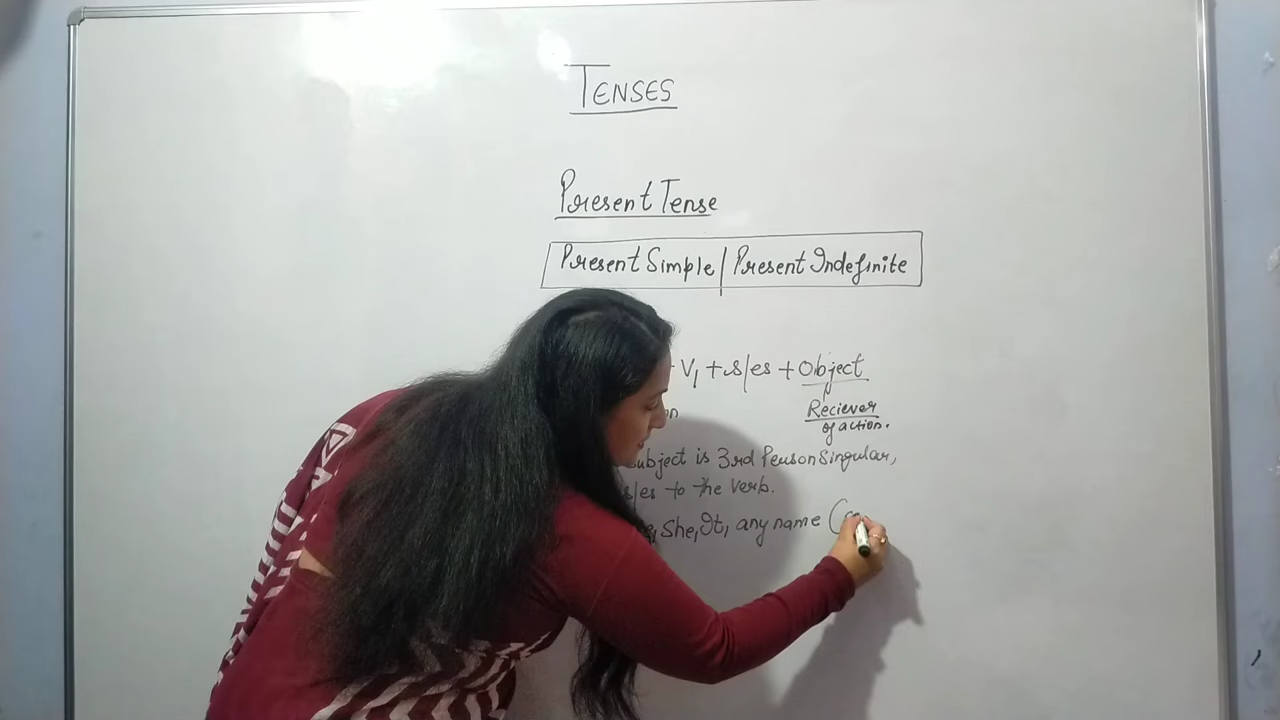 TENSES
Present Tense
Present Simple | Present Indefinite
V1 + s/es + Object
Reciever
of action.
subject is 3rd Person Singular,
s/es to the verb.
She, It, any name (